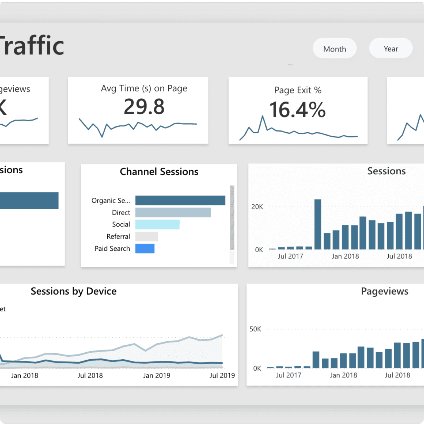 Traffic
Month
Year
Avg Time (s) on Page
29.8
Page Exit %
16.4%
Channel Sessions
Organic Se...
Direct
Social
Referral
Paid Search
Sessions
20K
0K
Jul 2017
Jan 2018
Jul 2018
Sessions by Device
Jan 2018
Jul 2018
Jan 2019
Jul 2019
Pageviews
50K
0K
Jul 2017
Jan 2018
Jul 2018